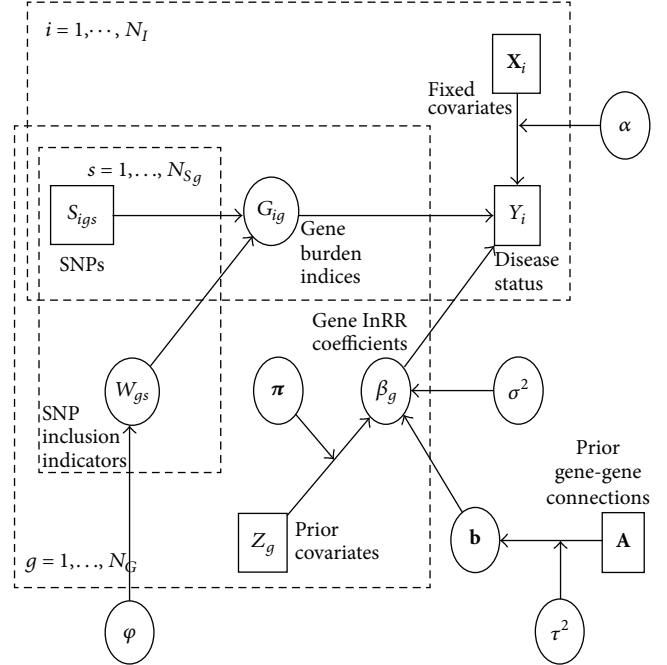 i = 1,⋯, N_I
X_i
Fixed
covariates
α
s = 1,…, N_Sg
S_igs
G_ig
Y_i
SNPs
Gene
burden
indices
Disease
status
Gene InRR
coefficients
W_gs
π
β_g
σ²
SNP
inclusion
indicators
Prior
gene-gene
connections
Z_g
Prior
covariates
b
A
g = 1,…, N_G
φ
τ²